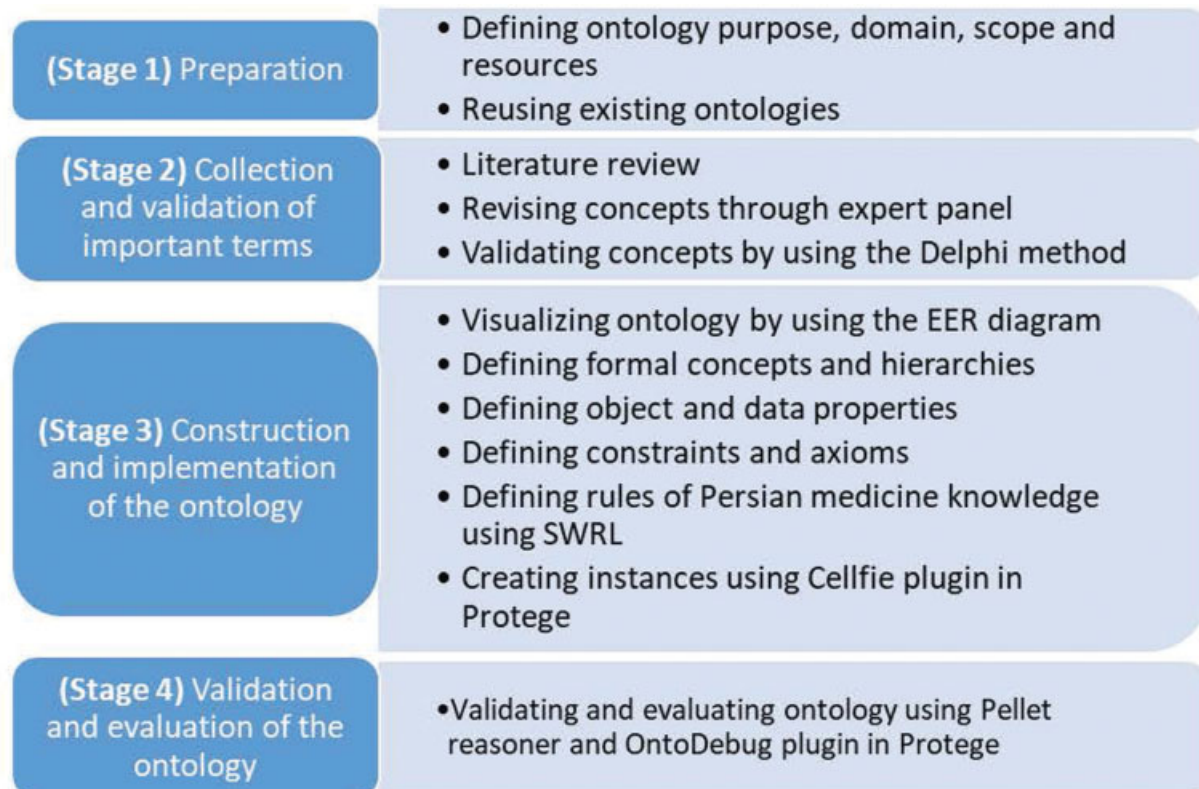 (Stage 1) Preparation
• Defining ontology purpose, domain, scope and
resources
• Reusing existing ontologies
(Stage 2) Collection
and validation of
important terms
• Literature review
• Revising concepts through expert panel
• Validating concepts by using the Delphi method
(Stage 3) Construction
and implementation
of the ontology
• Visualizing ontology by using the EER diagram
• Defining formal concepts and hierarchies
• Defining object and data properties
• Defining constraints and axioms
• Defining rules of Persian medicine knowledge
using SWRL
• Creating instances using Cellfie plugin in
Protege
(Stage 4) Validation
and evaluation of the
ontology
•Validating and evaluating ontology using Pellet
reasoner and OntoDebug plugin in Protege